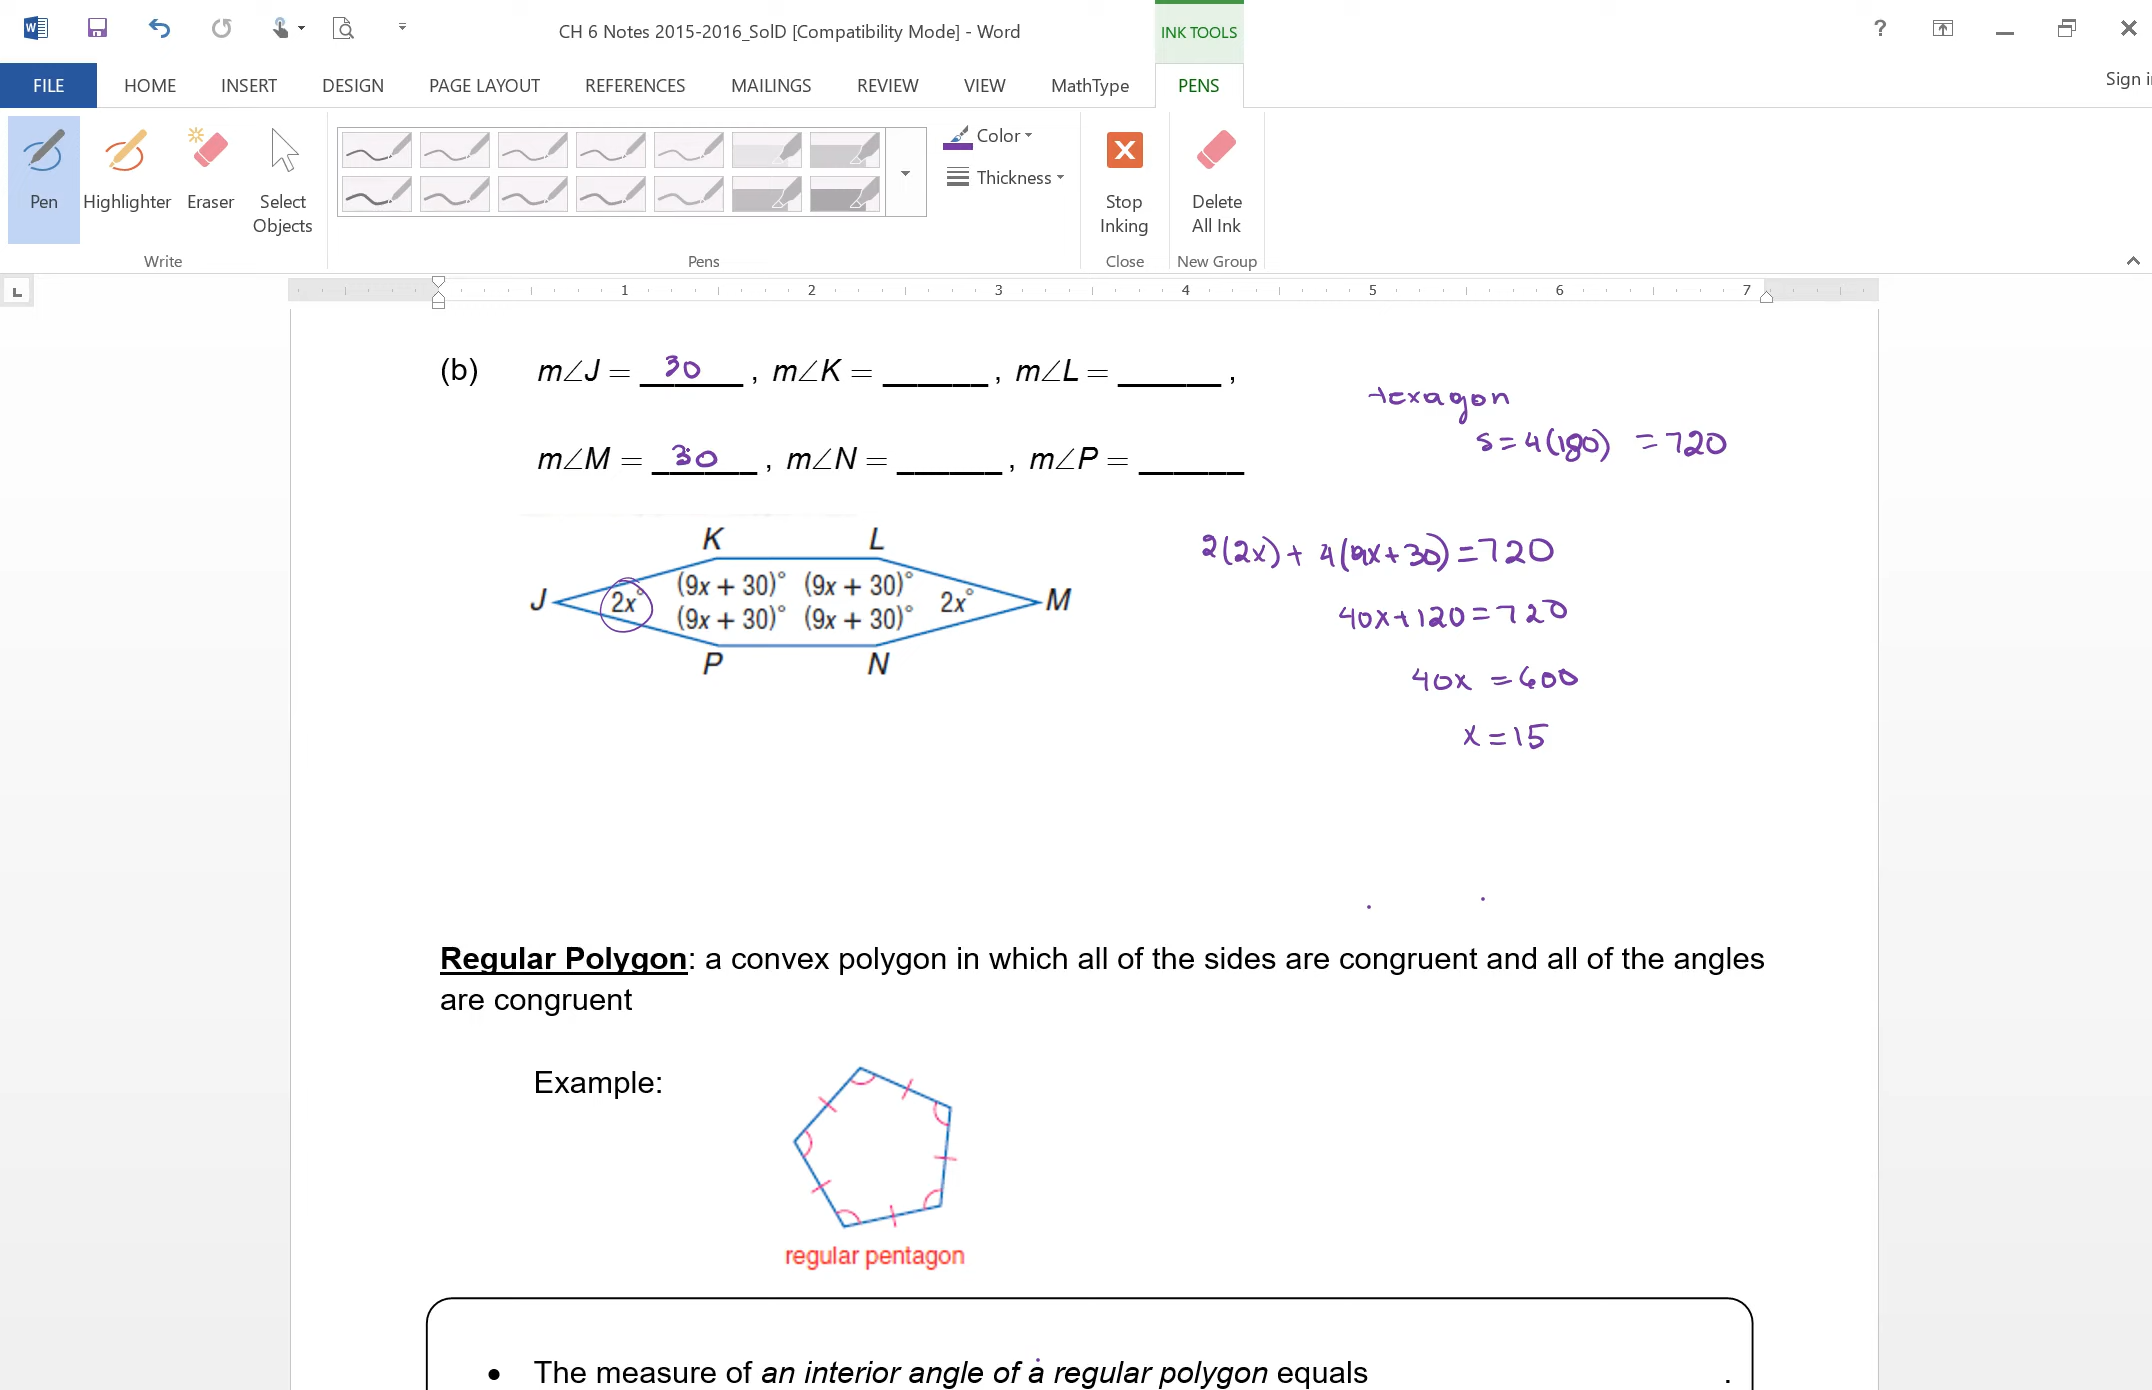 CH 6 Notes 2015-2016_SolD [Compatibility Mode] - Word
INK TOOLS
?
FILE HOME INSERT DESIGN PAGE LAYOUT REFERENCES MAILINGS REVIEW VIEW MathType PENS
Sign i
Pen Highlighter Eraser Select Objects
Color
Thickness
Stop Inking
Delete All Ink
Write Pens Close New Group
1 2 3 4 5 6 7
(b) m∠J = 30 , m∠K = ______ , m∠L = ______ ,
m∠M = 30 , m∠N = ______ , m∠P = ______
hexagon
S = 4(180) = 720
K L
J 2x° (9x + 30)° (9x + 30)° 2x° M
(9x + 30)° (9x + 30)°
P N
2(2x) + 4(9x+30) = 720
40x+120 = 720
40x = 600
x = 15
Regular Polygon: a convex polygon in which all of the sides are congruent and all of the angles
are congruent
Example:
regular pentagon
• The measure of an interior angle of a regular polygon equals .